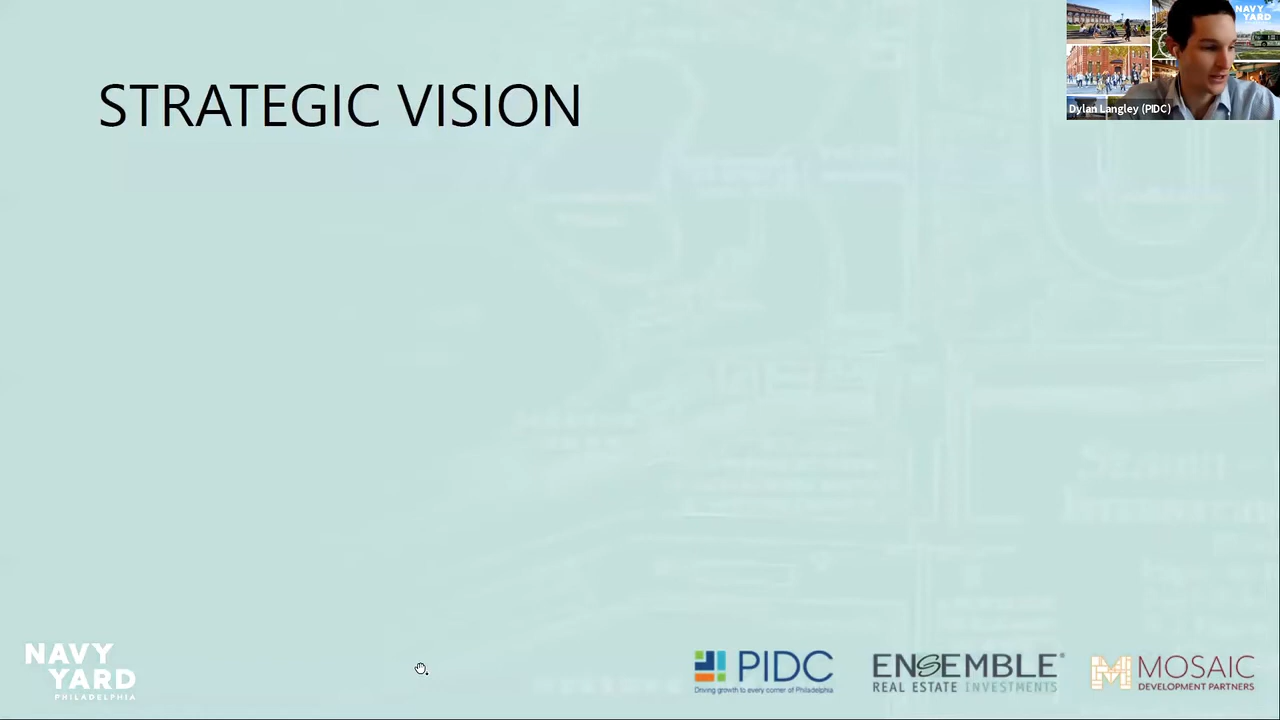 STRATEGIC VISION
NAVY
YARD
Dylan Langley (PIDC)
NAVY
YARD
PHILADELPHIA
PIDC
Driving growth to every corner of Philadelphia
ENSEMBLE®
REAL ESTATE INVESTMENTS
MOSAIC
DEVELOPMENT PARTNERS